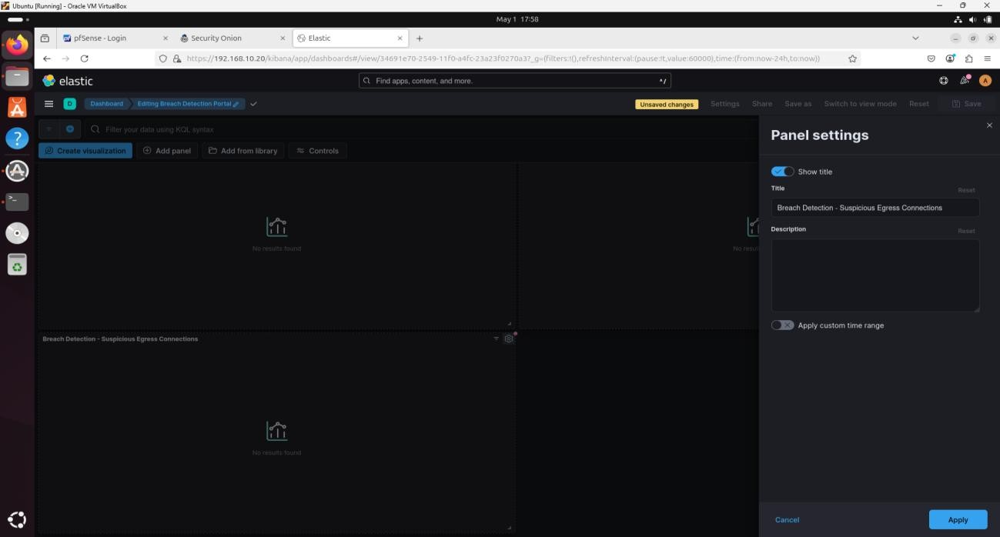 Ubuntu [Running] - Oracle VM VirtualBox
May 1 17:58
pfSense - Login
Security Onion
Elastic
https://192.168.10.20/kibana/app/dashboards#/view/34691e70-2549-11f0-a4fc-23a23f0270a3?_g=(filters:!(),refreshInterval:(pause:!t,value:60000),time:(from:now-24h,to:now))
elastic
Find apps, content, and more.
^/
A
D
Dashboard
Editing Breach Detection Portal
Unsaved changes
Settings
Share
Save as
Switch to view mode
Reset
Save
Filter your data using KQL syntax
Create visualization
Add panel
Add from library
Controls
Panel settings
Show title
Title
Reset
Breach Detection - Suspicious Egress Connections
Description
Reset
Apply custom time range
No results found
No resul
Breach Detection - Suspicious Egress Connections
No results found
Cancel
Apply